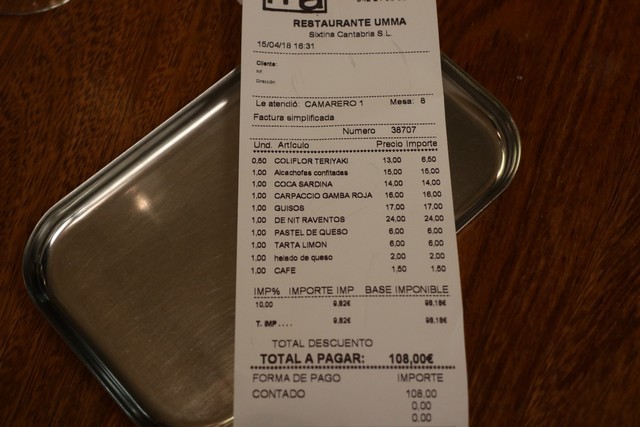 RESTAURANTE UMMA
Sixtina Cantabria S.L.
15/04/18 16:31
Cliente:
Nif:
Dirección:
Le atendió: CAMARERO 1 Mesa: 8
Factura simplificada
Numero 38707
Und. Artículo Precio Importe
0,50 COLIFLOR TERIYAKI 13,00 6,50
1,00 Alcachofas confitadas 15,00 15,00
1,00 COCA SARDINA 14,00 14,00
1,00 CARPACCIO GAMBA ROJA 16,00 16,00
1,00 GUISOS 17,00 17,00
1,00 DE NIT RAVENTOS 24,00 24,00
1,00 PASTEL DE QUESO 6,00 6,00
1,00 TARTA LIMON 6,00 6,00
1,00 helado de queso 2,00 2,00
1,00 CAFE 1,50 1,50
IMP% IMPORTE IMP BASE IMPONIBLE
10,00 9,82€ 98,18€
T. IMP .... 9,82€ 98,18€
TOTAL DESCUENTO
TOTAL A PAGAR: 108,00€
FORMA DE PAGO IMPORTE
CONTADO 108,00
0,00
0,00